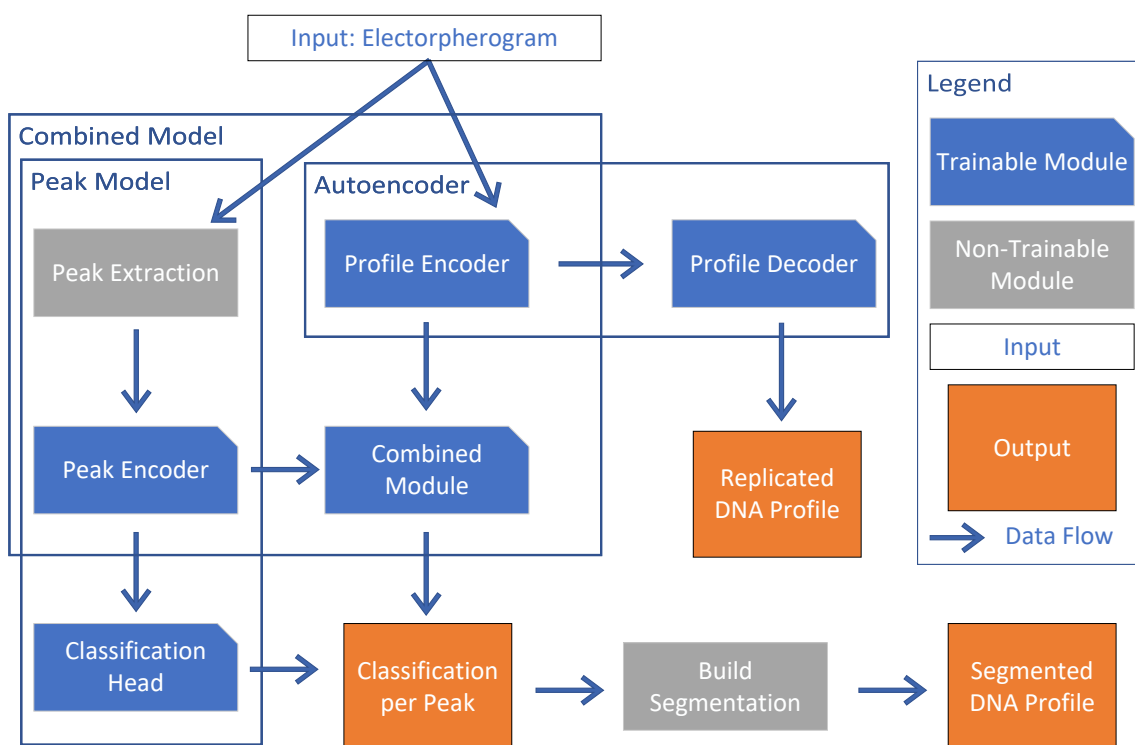 Input: Electorpherogram
Combined Model
Peak Model
Autoencoder
Peak Extraction
Profile Encoder
Profile Decoder
Peak Encoder
Combined
Module
Replicated
DNA Profile
Classification
Head
Classification
per Peak
Build
Segmentation
Segmented
DNA Profile
Legend
Trainable Module
Non-Trainable
Module
Input
Output
Data Flow